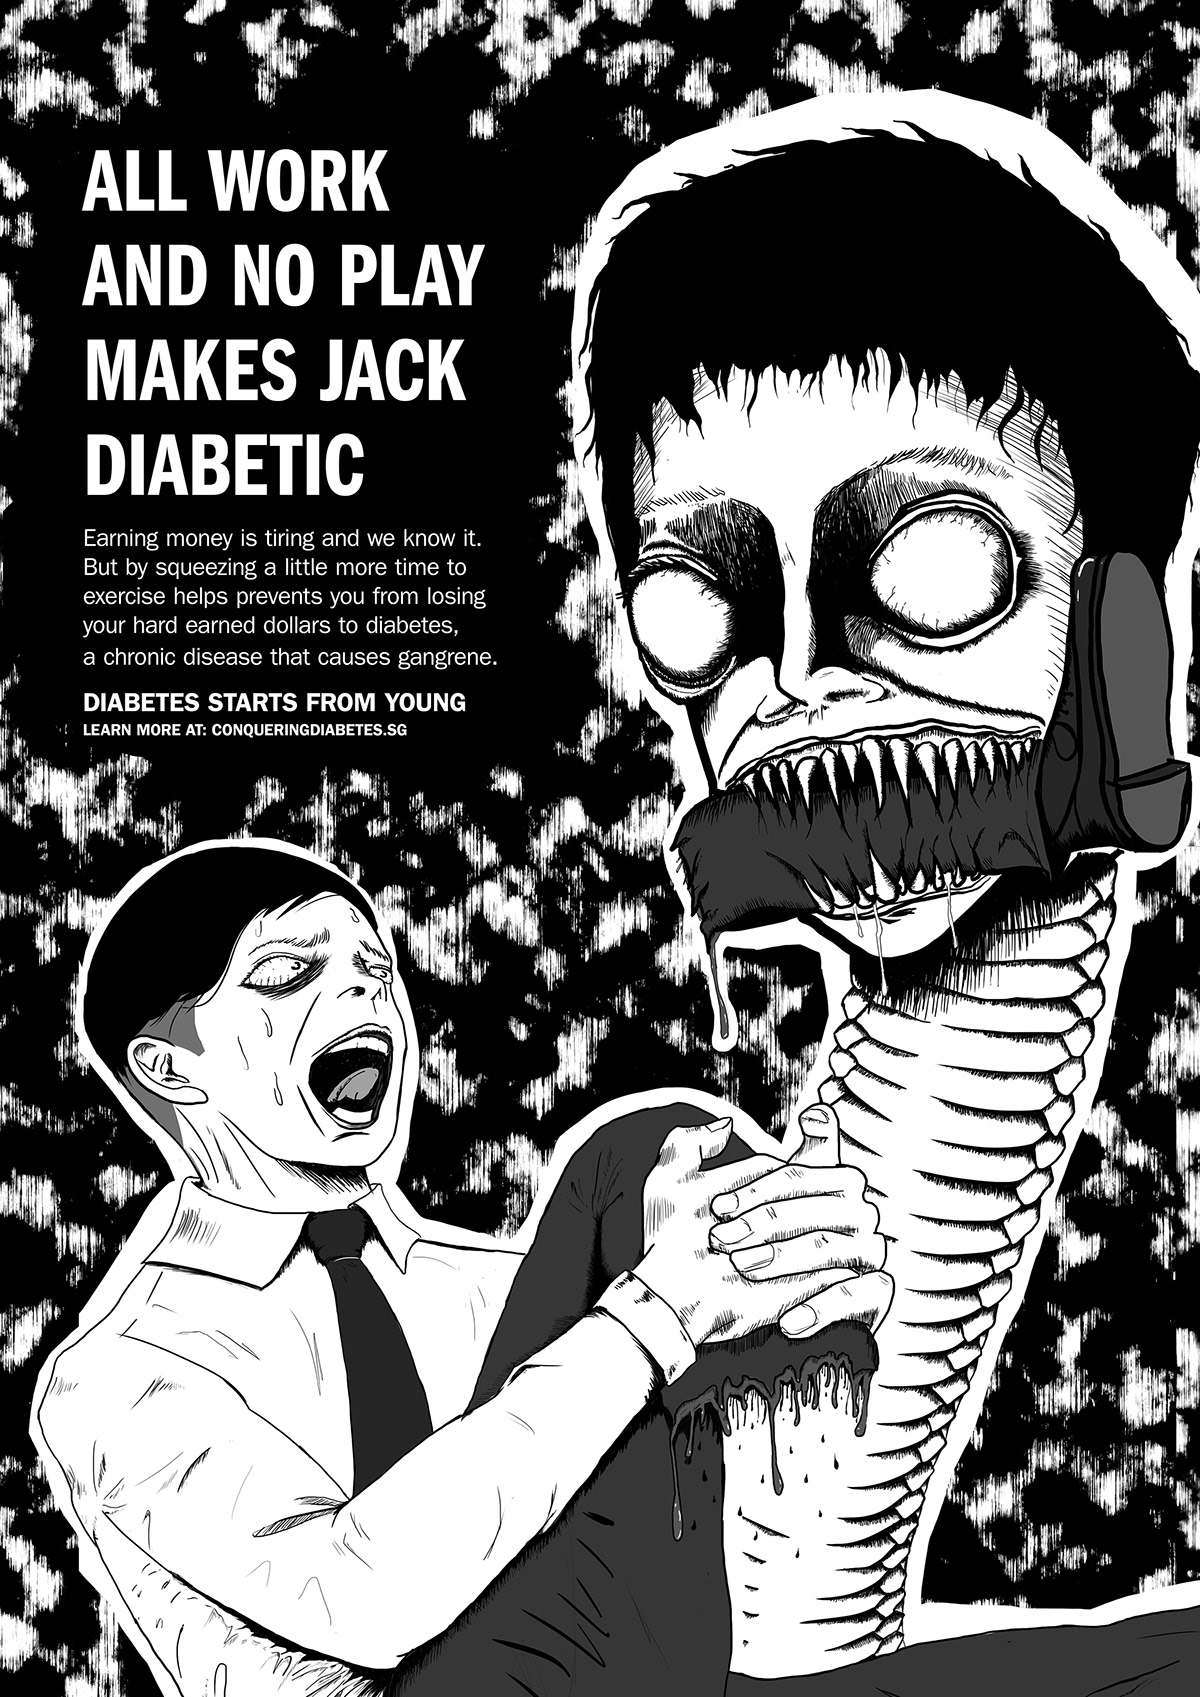 ALL WORK
AND NO PLAY
MAKES JACK
DIABETIC
Earning money is tiring and we know it.
But by squeezing a little more time to
exercise helps prevents you from losing
your hard earned dollars to diabetes,
a chronic disease that causes gangrene.
DIABETES STARTS FROM YOUNG
LEARN MORE AT: CONQUERINGDIABETES.SG